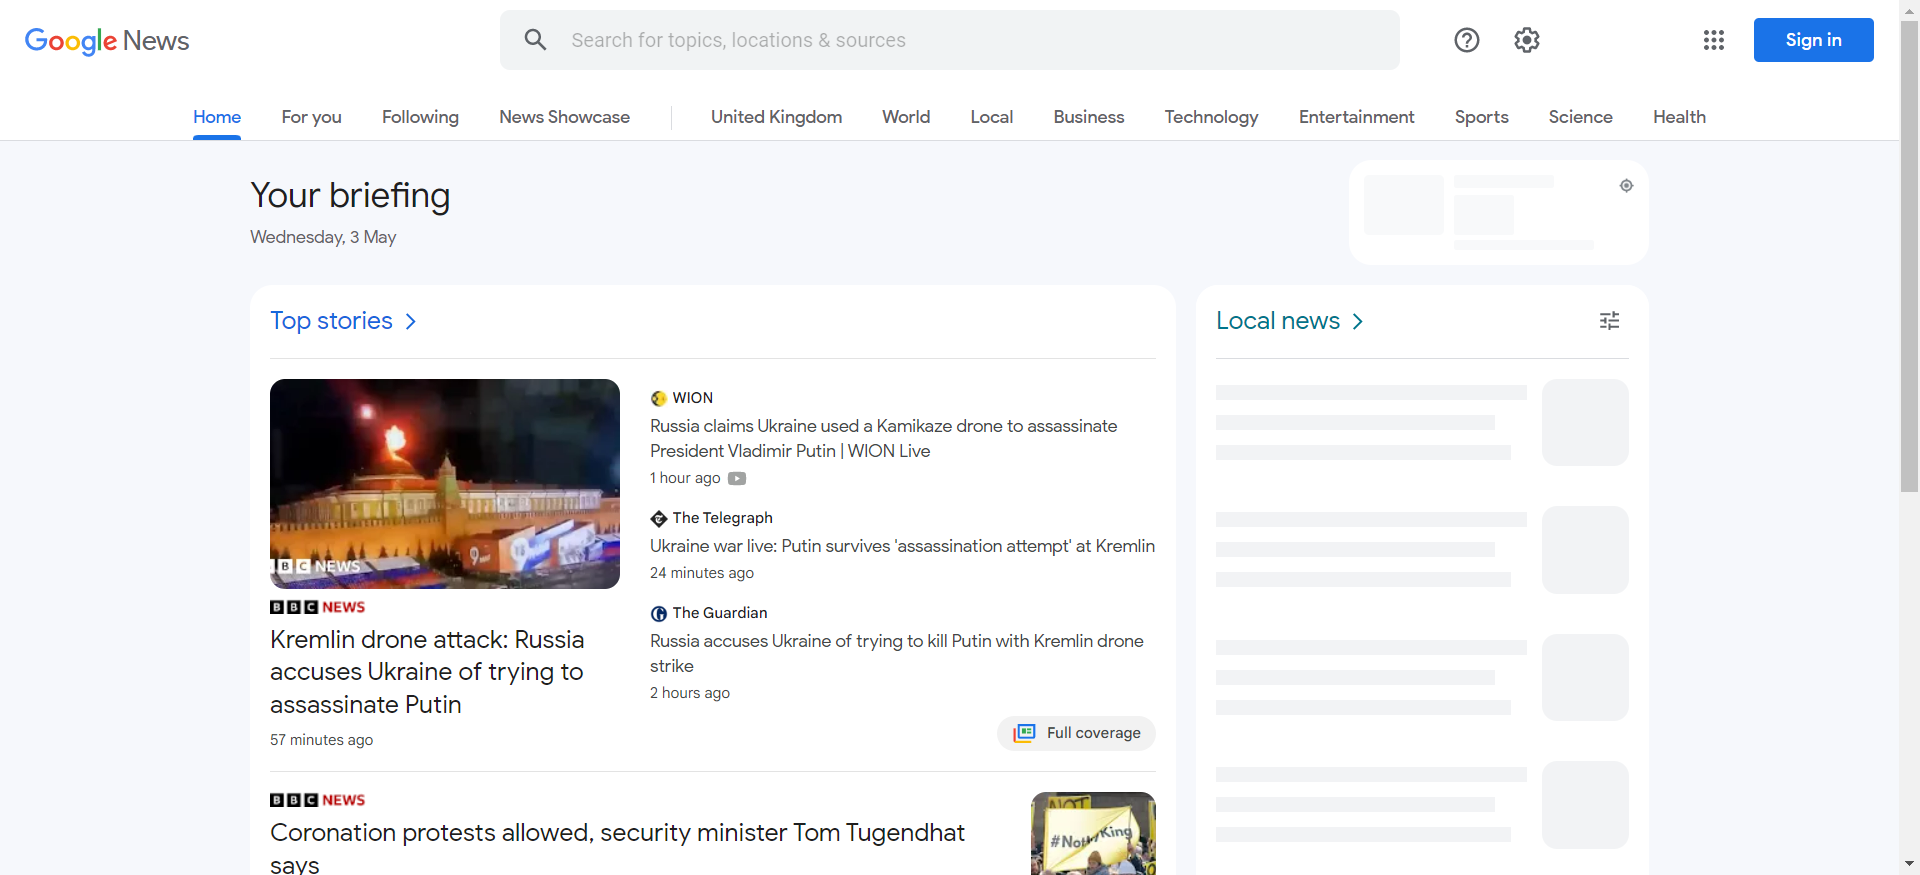 Google News
Search for topics, locations & sources
Sign in
Home
For you
Following
News Showcase
United Kingdom
World
Local
Business
Technology
Entertainment
Sports
Science
Health
Your briefing
Wednesday, 3 May
Top stories
BBC NEWS
BBC NEWS
Kremlin drone attack: Russia
accuses Ukraine of trying to
assassinate Putin
57 minutes ago
WION
Russia claims Ukraine used a Kamikaze drone to assassinate
President Vladimir Putin | WION Live
1 hour ago
The Telegraph
Ukraine war live: Putin survives 'assassination attempt' at Kremlin
24 minutes ago
The Guardian
Russia accuses Ukraine of trying to kill Putin with Kremlin drone
strike
2 hours ago
Full coverage
BBC NEWS
Coronation protests allowed, security minister Tom Tugendhat
says
NOT
Local news